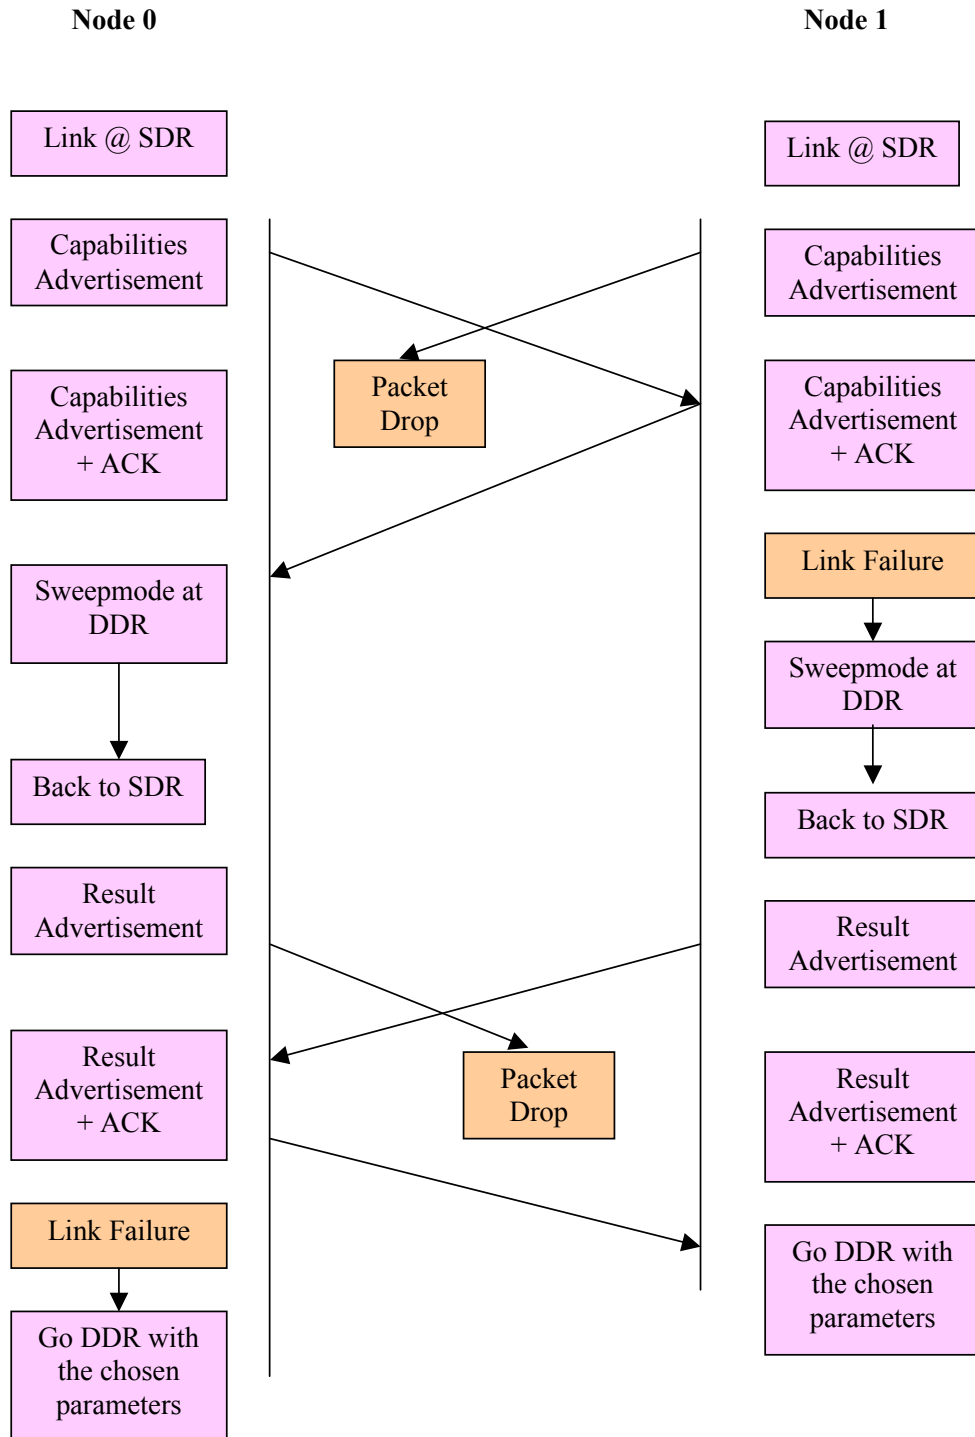 Node 0
Node 1
Link @ SDR
Link @ SDR
Capabilities
Advertisement
Capabilities
Advertisement
Packet
Drop
Capabilities
Advertisement
+ ACK
Capabilities
Advertisement
+ ACK
Link Failure
Sweepmode at
DDR
Sweepmode at
DDR
Back to SDR
Back to SDR
Result
Advertisement
Result
Advertisement
Result
Advertisement
+ ACK
Packet
Drop
Result
Advertisement
+ ACK
Link Failure
Go DDR with
the chosen
parameters
Go DDR with
the chosen
parameters